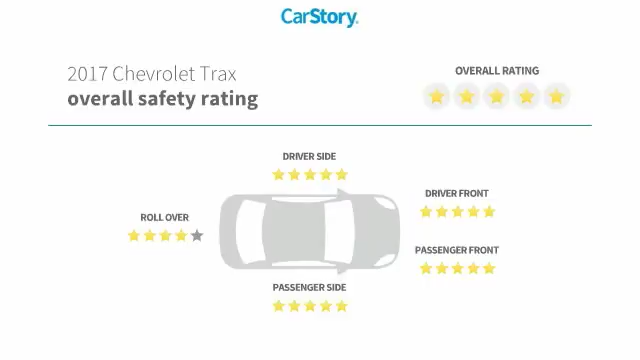 CarStory
2017 Chevrolet Trax
overall safety rating
OVERALL RATING
DRIVER SIDE
DRIVER FRONT
ROLL OVER
PASSENGER FRONT
PASSENGER SIDE